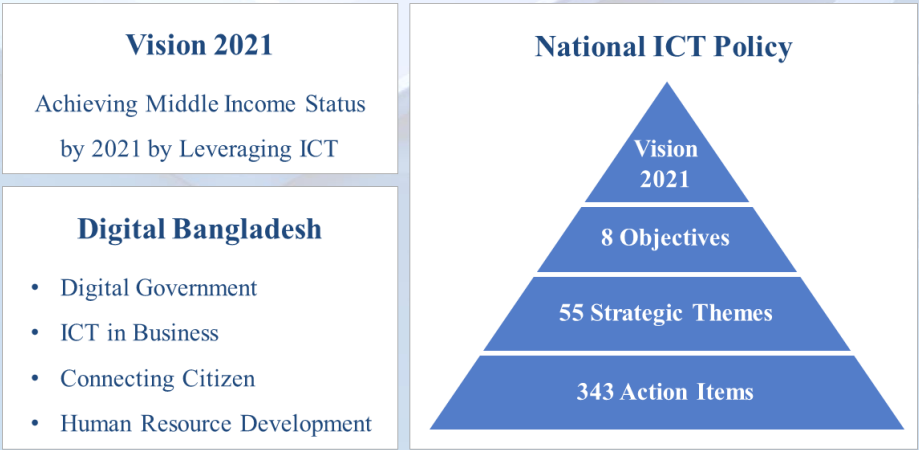 Vision 2021
Achieving Middle Income Status
by 2021 by Leveraging ICT
Digital Bangladesh
• Digital Government
• ICT in Business
• Connecting Citizen
• Human Resource Development
National ICT Policy
Vision
2021
8 Objectives
55 Strategic Themes
343 Action Items